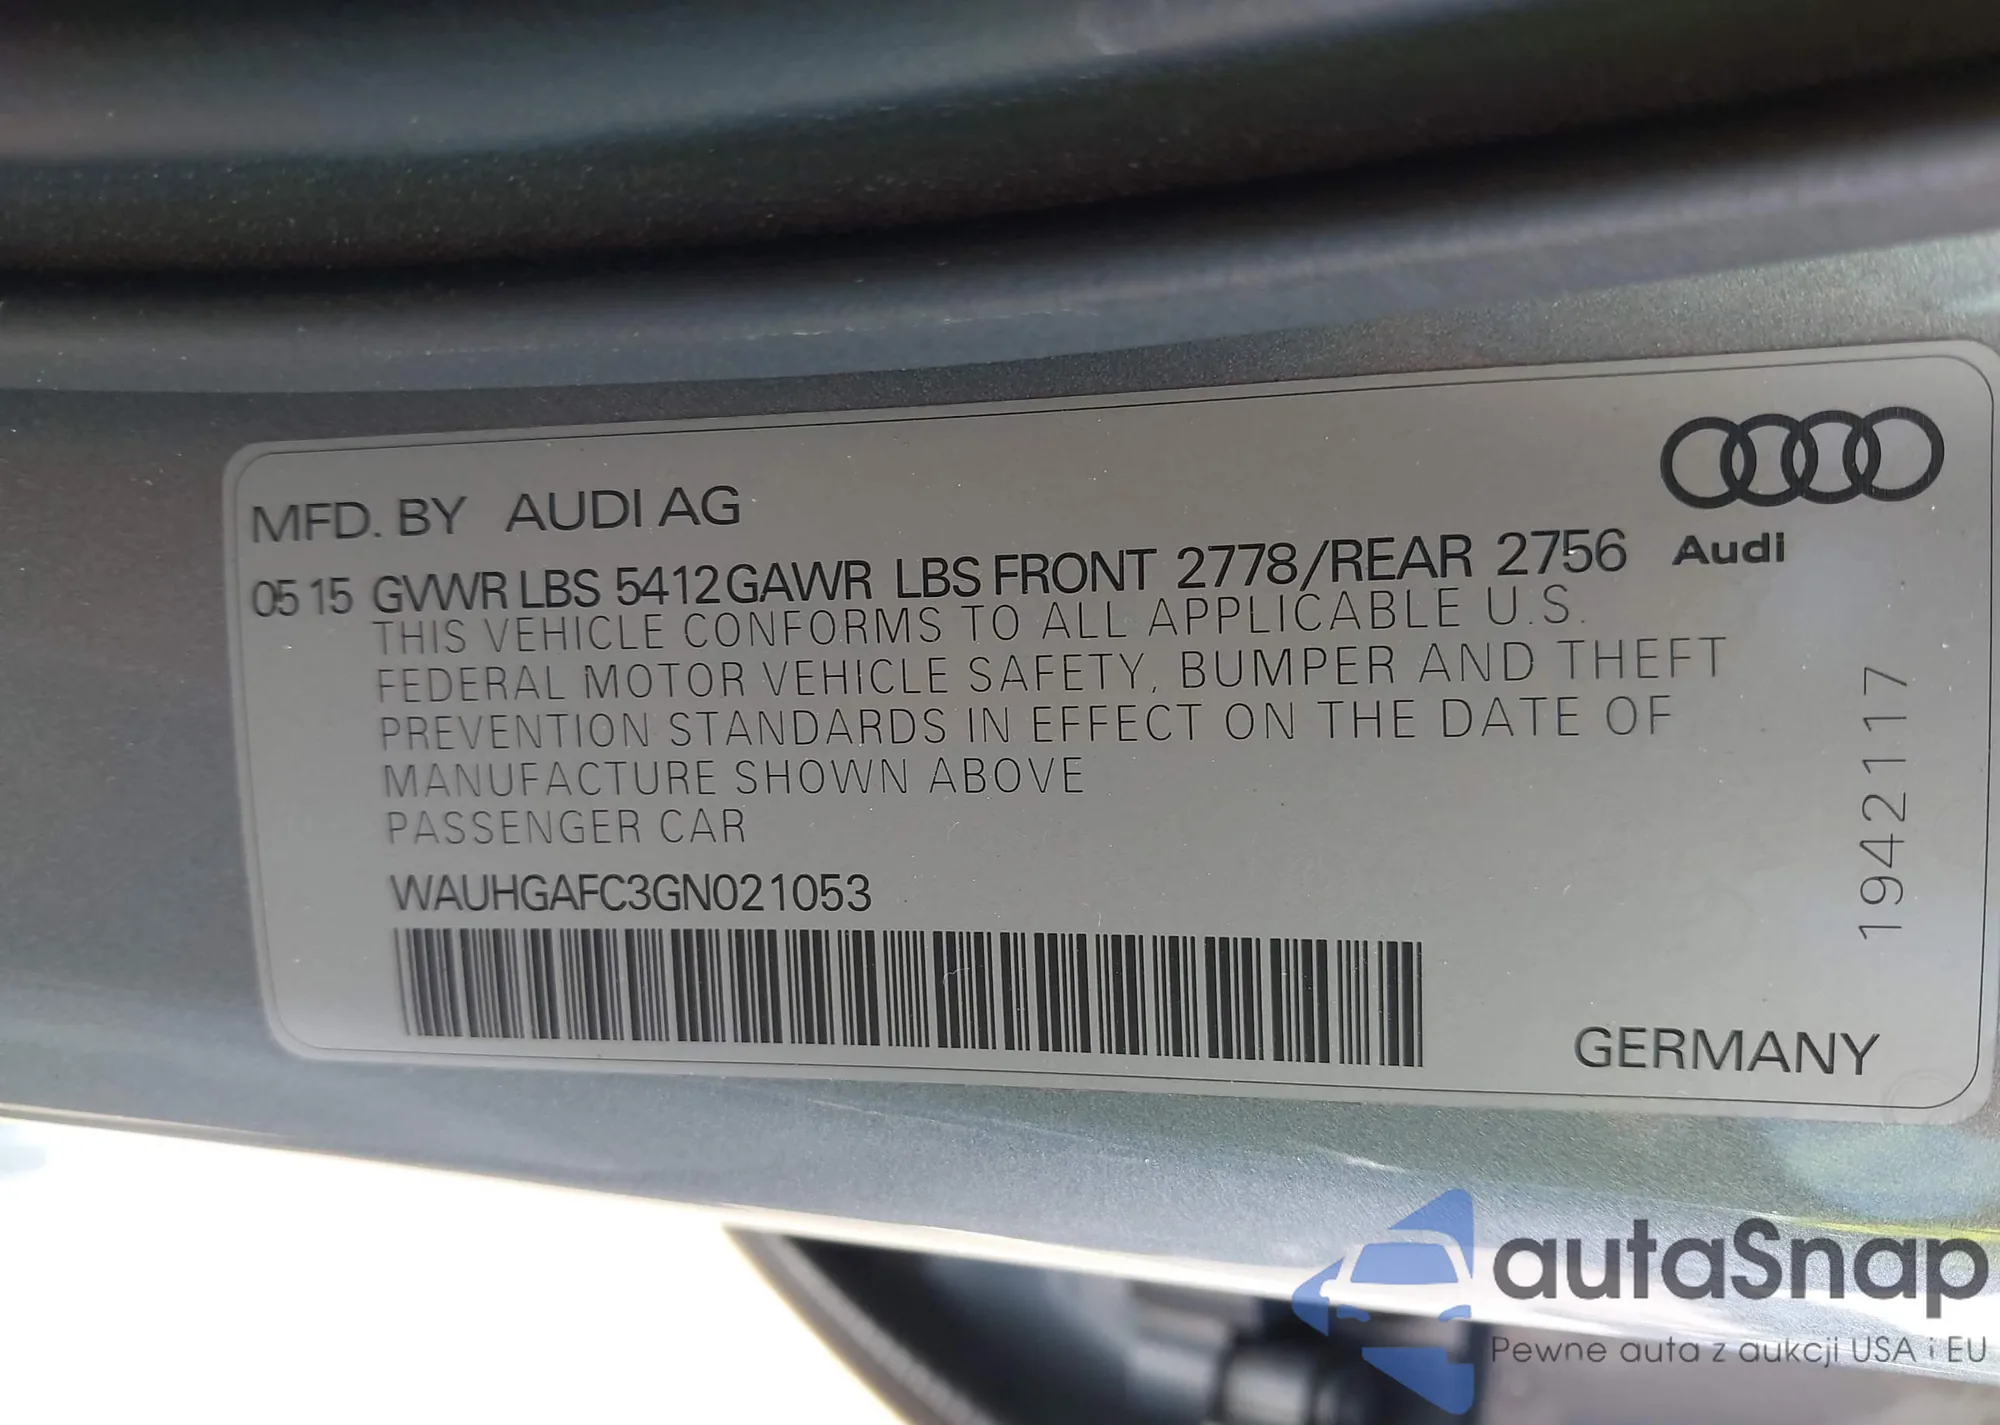 MFD. BY AUDI AG
05 15 GVWR LBS 5412 GAWR LBS FRONT 2778/REAR 2756
Audi
THIS VEHICLE CONFORMS TO ALL APPLICABLE U.S.
FEDERAL MOTOR VEHICLE SAFETY, BUMPER AND THEFT
PREVENTION STANDARDS IN EFFECT ON THE DATE OF
MANUFACTURE SHOWN ABOVE
PASSENGER CAR
WAUHGAFC3GN021053
1942117
GERMANY
autaSnap
Pewne auta z aukcji USA i EU